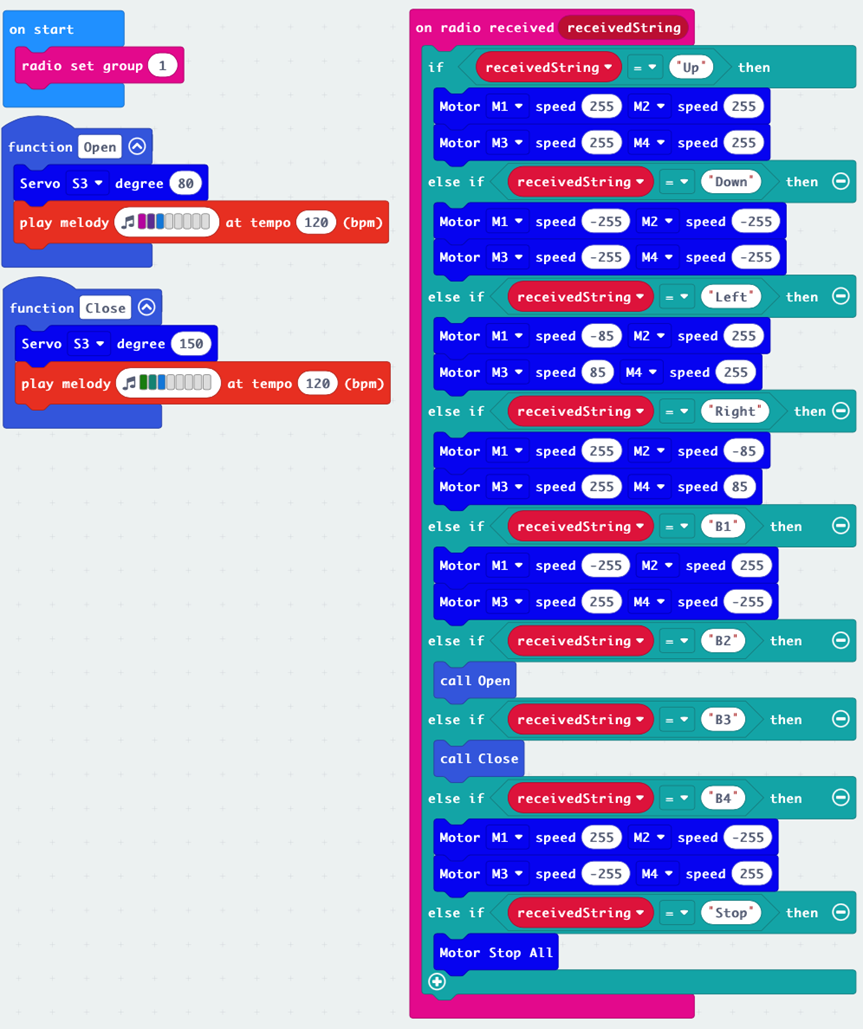 on start
radio set group 1
function Open
Servo S3 degree 80
play melody at tempo 120 (bpm)
function Close
Servo S3 degree 150
play melody at tempo 120 (bpm)
on radio received receivedString
if receivedString = "Up" then
Motor M1 speed 255 M2 speed 255
Motor M3 speed 255 M4 speed 255
else if receivedString = "Down" then
Motor M1 speed -255 M2 speed -255
Motor M3 speed -255 M4 speed -255
else if receivedString = "Left" then
Motor M1 speed -85 M2 speed 255
Motor M3 speed 85 M4 speed 255
else if receivedString = "Right" then
Motor M1 speed 255 M2 speed -85
Motor M3 speed 255 M4 speed 85
else if receivedString = "B1" then
Motor M1 speed -255 M2 speed 255
Motor M3 speed 255 M4 speed -255
else if receivedString = "B2" then
call Open
else if receivedString = "B3" then
call Close
else if receivedString = "B4" then
Motor M1 speed 255 M2 speed -255
Motor M3 speed -255 M4 speed 255
else if receivedString = "Stop" then
Motor Stop All